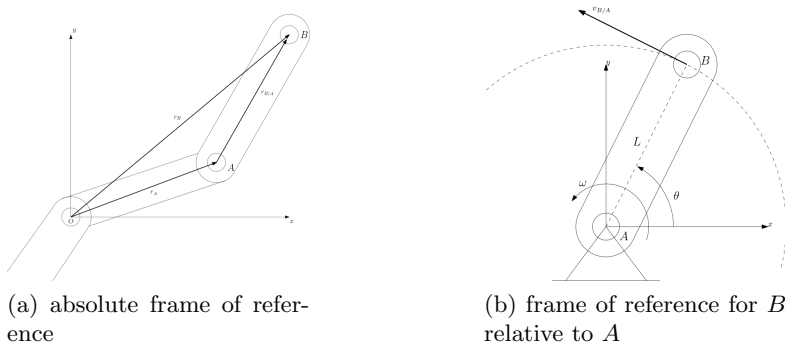 y
B
r_{B/A}
r_B
A
r_A
O
x
(a) absolute frame of refer-
ence
v_{B/A}
B
y
L
ω
θ
A
x
(b) frame of reference for B
relative to A